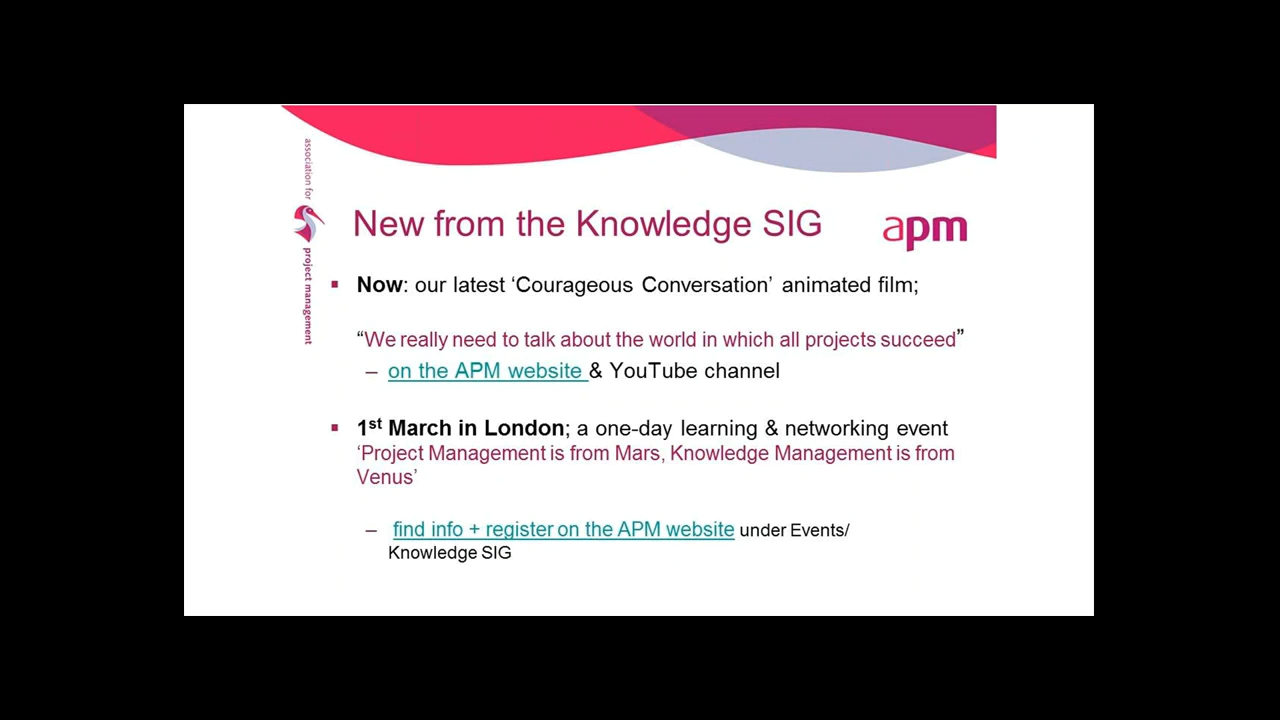 association for
project management
New from the Knowledge SIG
apm
▪ Now: our latest ‘Courageous Conversation’ animated film;
“We really need to talk about the world in which all projects succeed”
– on the APM website & YouTube channel
▪ 1st March in London; a one-day learning & networking event
‘Project Management is from Mars, Knowledge Management is from
Venus’
– find info + register on the APM website under Events/
Knowledge SIG